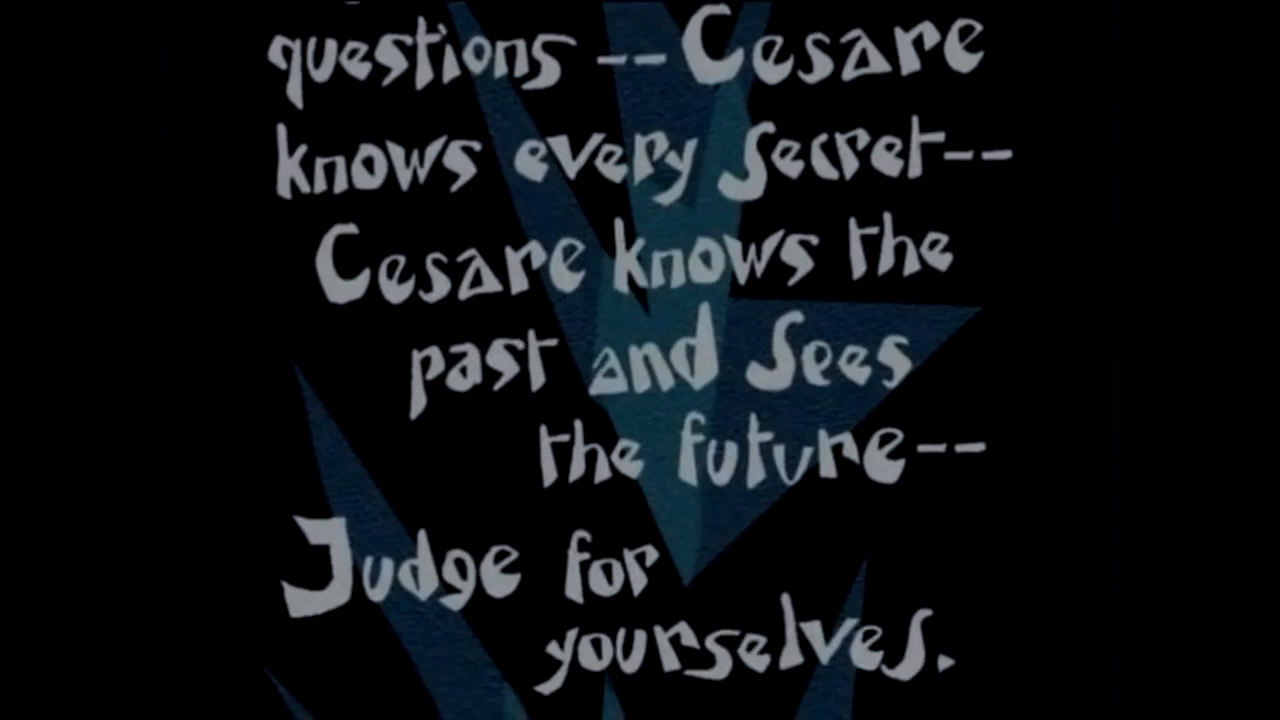 questions -- Cesare
knows every secret--
Cesare knows the
past and Sees
the future--
Judge for
yourselves.